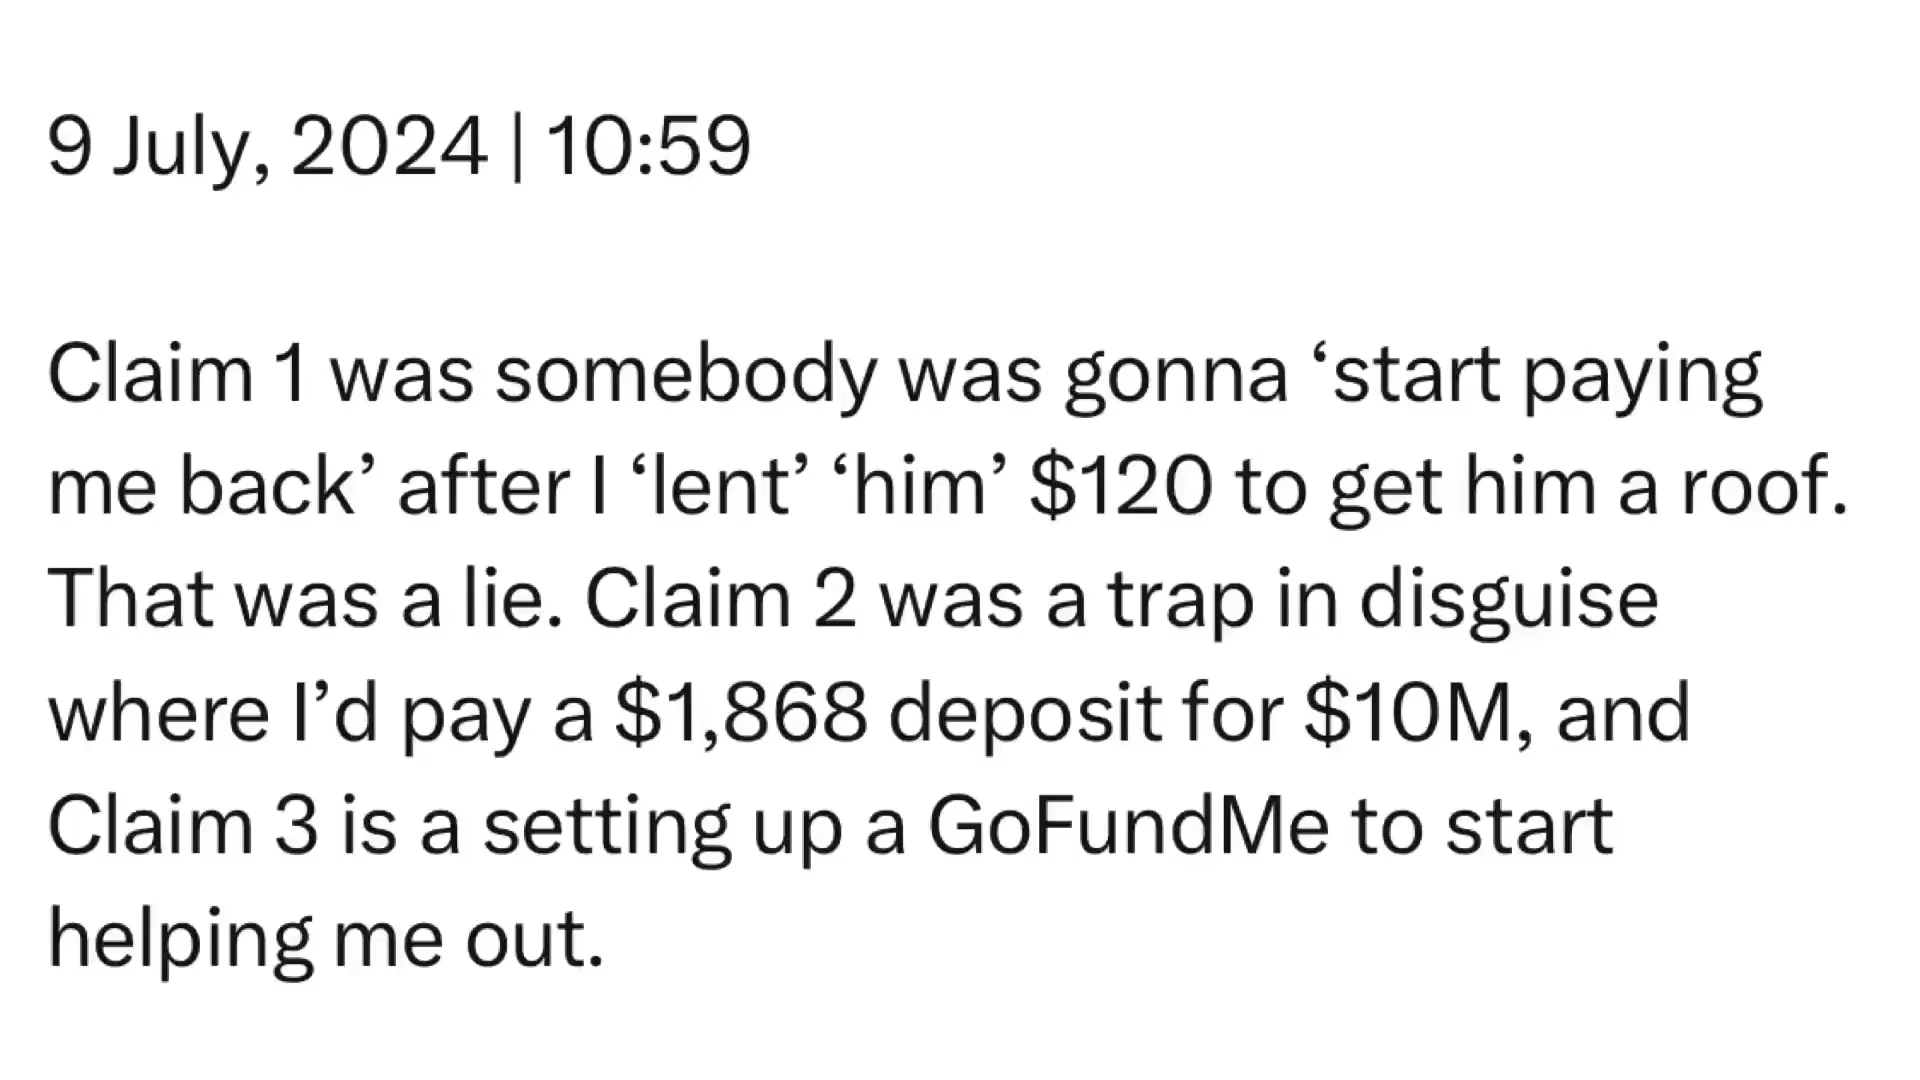 9 July, 2024 | 10:59
Claim 1 was somebody was gonna ‘start paying
me back’ after I ‘lent’ ‘him’ $120 to get him a roof.
That was a lie. Claim 2 was a trap in disguise
where I’d pay a $1,868 deposit for $10M, and
Claim 3 is a setting up a GoFundMe to start
helping me out.